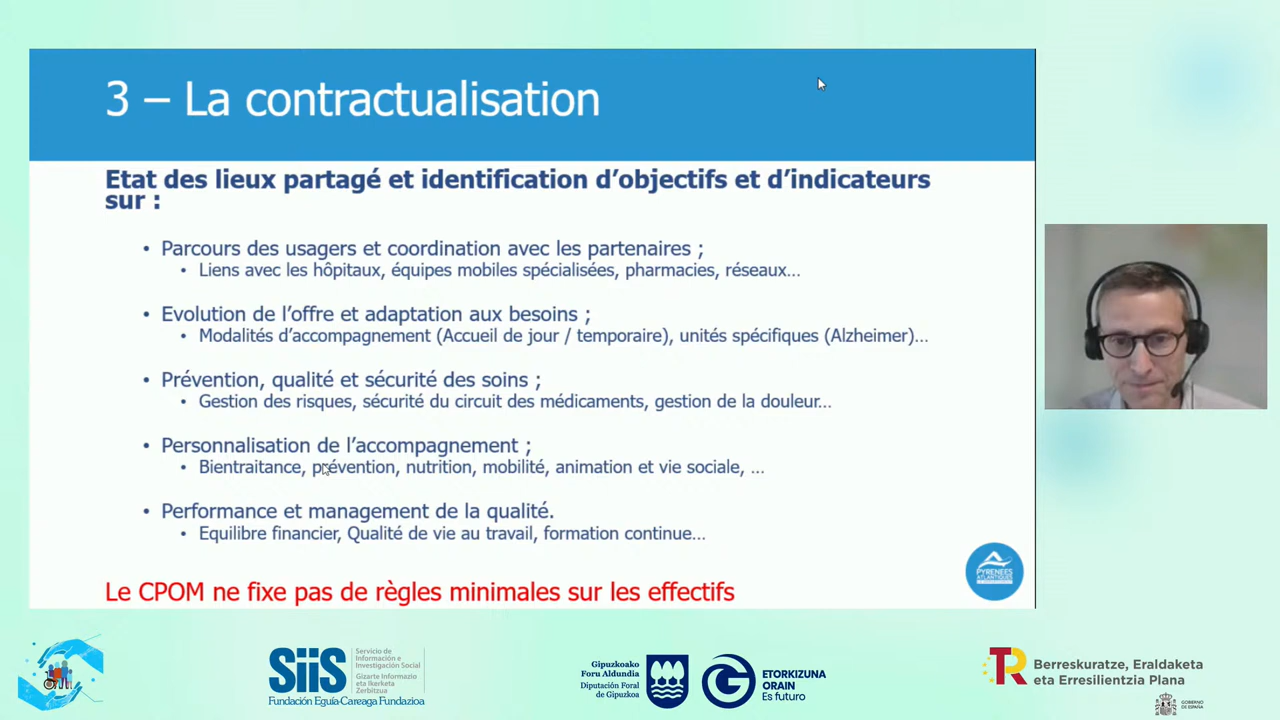 3 – La contractualisation
Etat des lieux partagé et identification d’objectifs et d’indicateurs
sur :
• Parcours des usagers et coordination avec les partenaires ;
• Liens avec les hôpitaux, équipes mobiles spécialisées, pharmacies, réseaux...
• Evolution de l’offre et adaptation aux besoins ;
• Modalités d’accompagnement (Accueil de jour / temporaire), unités spécifiques (Alzheimer)...
• Prévention, qualité et sécurité des soins ;
• Gestion des risques, sécurité du circuit des médicaments, gestion de la douleur...
• Personnalisation de l’accompagnement ;
• Bientraitance, prévention, nutrition, mobilité, animation et vie sociale, ...
• Performance et management de la qualité.
• Equilibre financier, Qualité de vie au travail, formation continue...
Le CPOM ne fixe pas de règles minimales sur les effectifs
PYRÉNÉES
ATLANTIQUES
SiiS
Servicio de
Información e
Investigación Social
Gizarte Informazio
eta Ikerketa
Zerbitzua
Fundación Eguía-Careaga Fundazioa
Gipuzkoako
Foru Aldundia
Diputación Foral
de Gipuzkoa
ETORKIZUNA
ORAIN
Es futuro
Berreskuratze, Eraldaketa
eta Erresilientzia Plana
GOBIERNO
DE ESPAÑA